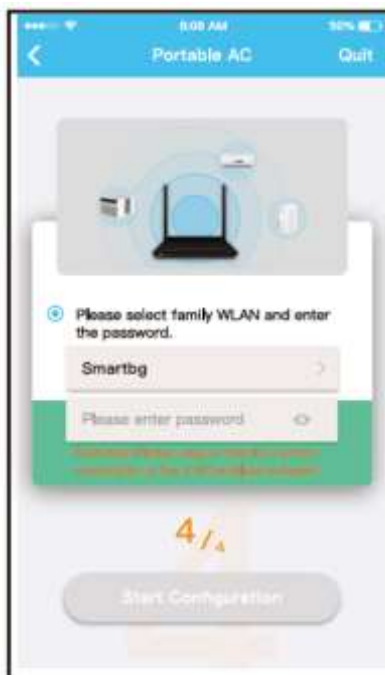 8:08 AM
50%
Portable AC
Quit
Please select family WLAN and enter
the password.
Smartbg
Please enter password
4/4
Start Configuration